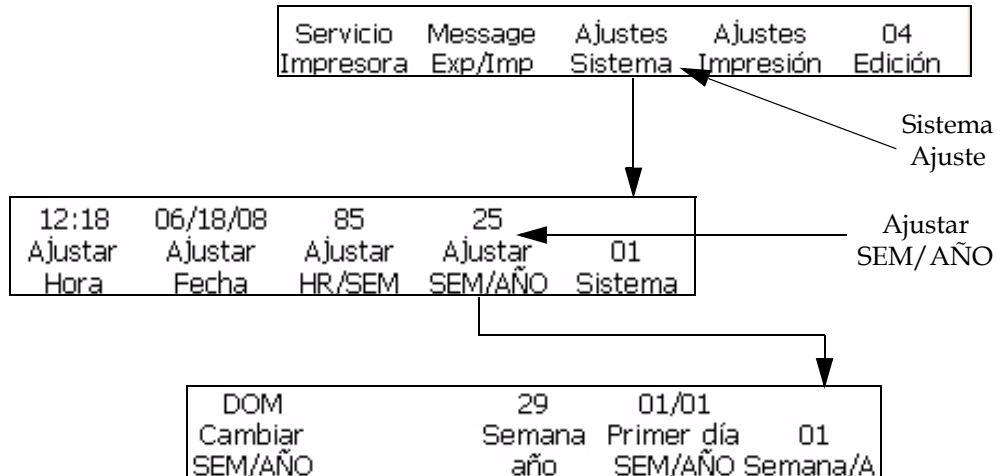 Servicio Message Ajustes Ajustes 04
Impresora Exp/Imp Sistema Impresión Edición
Sistema
Ajuste
12:18 06/18/08 85 25
Ajustar Ajustar Ajustar Ajustar 01
Hora Fecha HR/SEM SEM/AÑO Sistema
Ajustar
SEM/AÑO
DOM 29 01/01
Cambiar Semana Primer día 01
SEM/AÑO año SEM/AÑO Semana/A